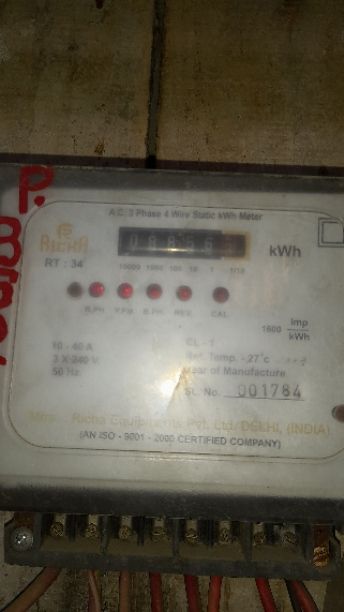 A.C. 3 Phase 4 Wire Static kWh Meter
RICHA
08856
kWh
RT : 34
10000 1000 100 10 1 1/10
R.PH. Y.PH. B.PH. REV. CAL
1600 Imp/kWh
10 - 40 A
CL - 1
3 X 240 V
Ref. Temp. -27°c
50 Hz
Year of Manufacture
SL. No. 001784
Richa Equipments Pvt. Ltd. DELHI, (INDIA)
(AN ISO - 9001 - 2000 CERTIFIED COMPANY)
P.